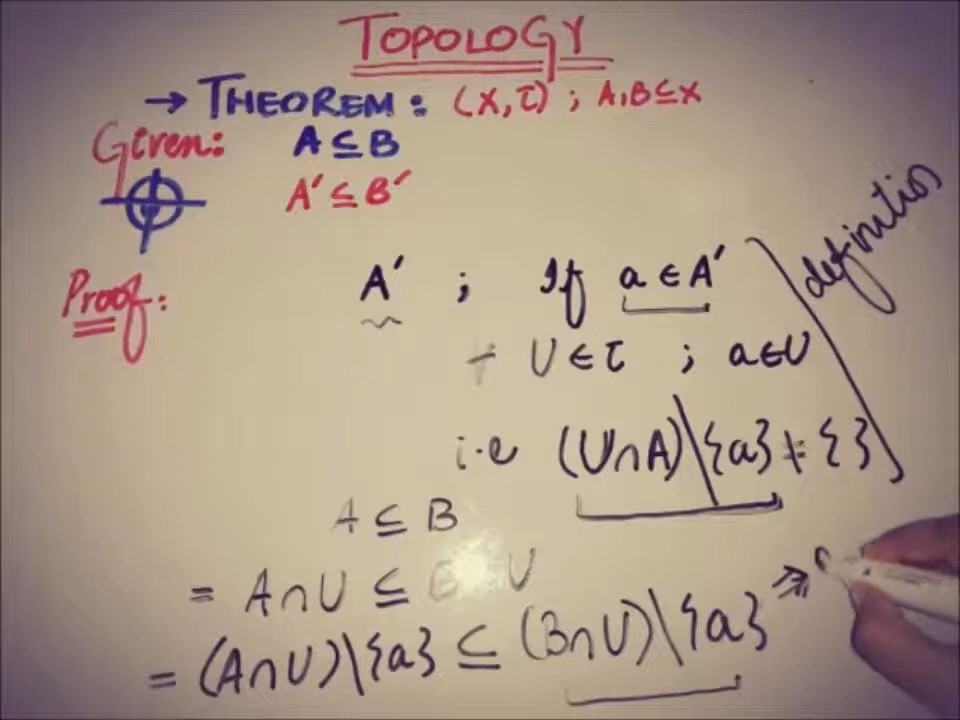 TOPOLOGY
→ THEOREM: (X, τ) ; A,B⊆X
Given: A ⊆ B
A′ ⊆ B′
Proof: A′ ; If a ∈ A′
∀ U ∈ τ ; a∈U
definition
i.e (U∩A)\{a} ≠ { }
A ⊆ B
= A∩U ⊆ B∩U
= (A∩U)\{a} ⊆ (B∩U)\{a} ⇒